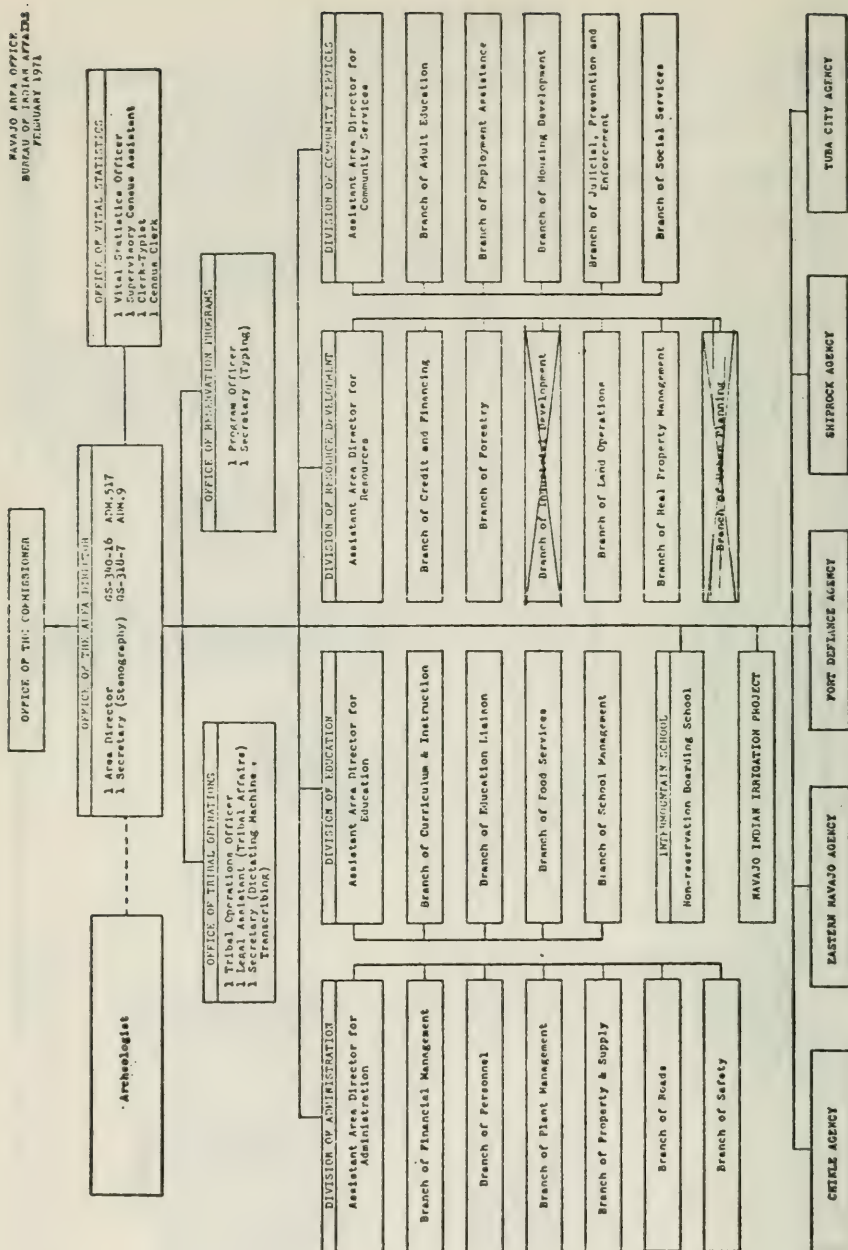 NAVAJO AREA OFFICE
BUREAU OF INDIAN AFFAIRS
FEBRUARY 1971
OFFICE OF THE COMMISSIONER
OFFICE OF THE AREA DIRECTOR
1 Area Director GS-340-16 ADM.517
1 Secretary (Stenography) GS-318-7 ADM.9
Archeologist
OFFICE OF VITAL STATISTICS
1 Vital Statistics Officer
1 Supervisory Census Assistant
1 Clerk-Typist
1 Census Clerk
OFFICE OF TRIBAL OPERATIONS
1 Tribal Operations Officer
1 Legal Assistant (Tribal Affairs)
1 Secretary (Dictating Machine
Transcribing)
OFFICE OF RESERVATION PROGRAMS
1 Program Officer
1 Secretary (Typing)
DIVISION OF ADMINISTRATION
Assistant Area Director for
Administration
Branch of Financial Management
Branch of Personnel
Branch of Plant Management
Branch of Property & Supply
Branch of Roads
Branch of Safety
DIVISION OF EDUCATION
Assistant Area Director for
Education
Branch of Curriculum & Instruction
Branch of Education Liaison
Branch of Food Services
Branch of School Management
INTERMOUNTAIN SCHOOL
Non-reservation Boarding School
NAVAJO INDIAN IRRIGATION PROJECT
DIVISION OF RESOURCE DEVELOPMENT
Assistant Area Director for
Resources
Branch of Credit and Financing
Branch of Forestry
Branch of Industrial Development
Branch of Land Operations
Branch of Real Property Management
Branch of Urban Planning
DIVISION OF COMMUNITY SERVICES
Assistant Area Director for
Community Services
Branch of Adult Education
Branch of Employment Assistance
Branch of Housing Development
Branch of Judicial, Prevention and
Enforcement
Branch of Social Services
CHINLE AGENCY
EASTERN NAVAJO AGENCY
FORT DEFIANCE AGENCY
SHIPROCK AGENCY
TUBA CITY AGENCY